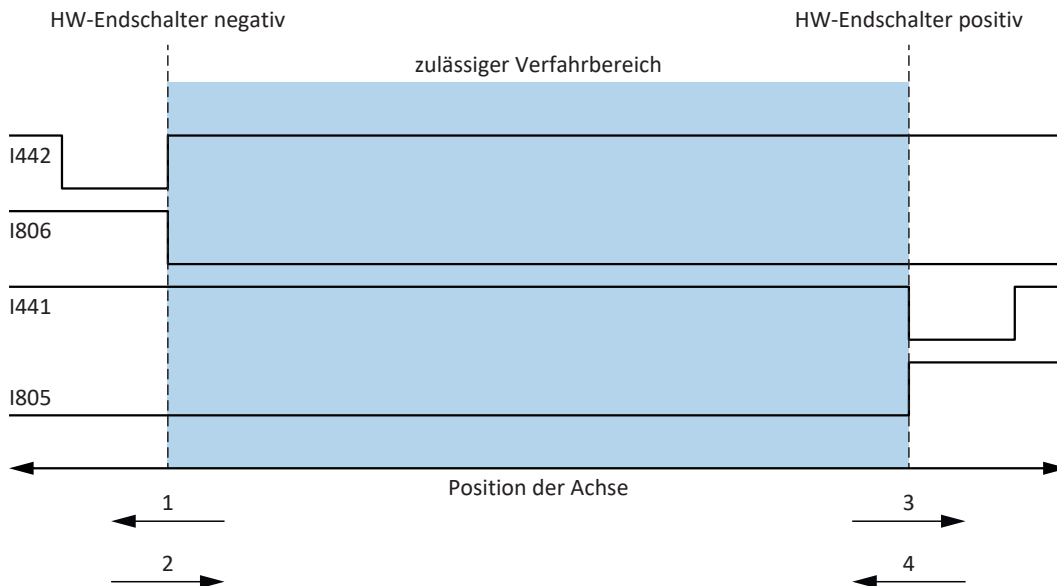 HW-Endschalter negativ
HW-Endschalter positiv
zulässiger Verfahrbereich
I442
I806
I441
I805
Position der Achse
1
3
2
4